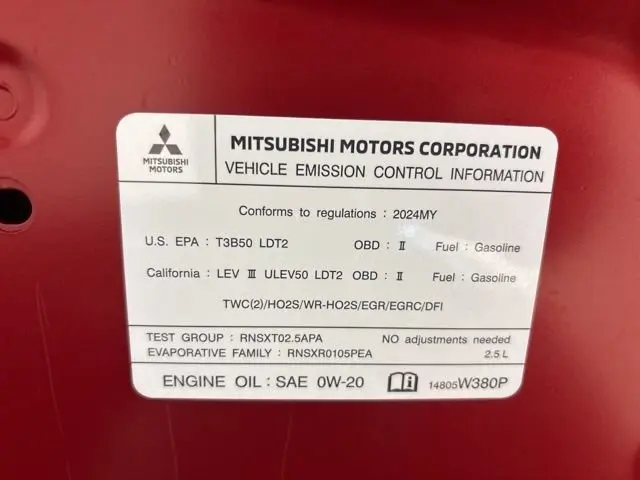 MITSUBISHI MOTORS
MITSUBISHI MOTORS CORPORATION
VEHICLE EMISSION CONTROL INFORMATION
Conforms to regulations : 2024MY
U.S. EPA : T3B50 LDT2 OBD : II Fuel : Gasoline
California : LEV III ULEV50 LDT2 OBD : II Fuel : Gasoline
TWC(2)/HO2S/WR-HO2S/EGR/EGRC/DFI
TEST GROUP : RNSXT02.5APA NO adjustments needed
EVAPORATIVE FAMILY : RNSXR0105PEA 2.5 L
ENGINE OIL : SAE 0W-20 14805W380P